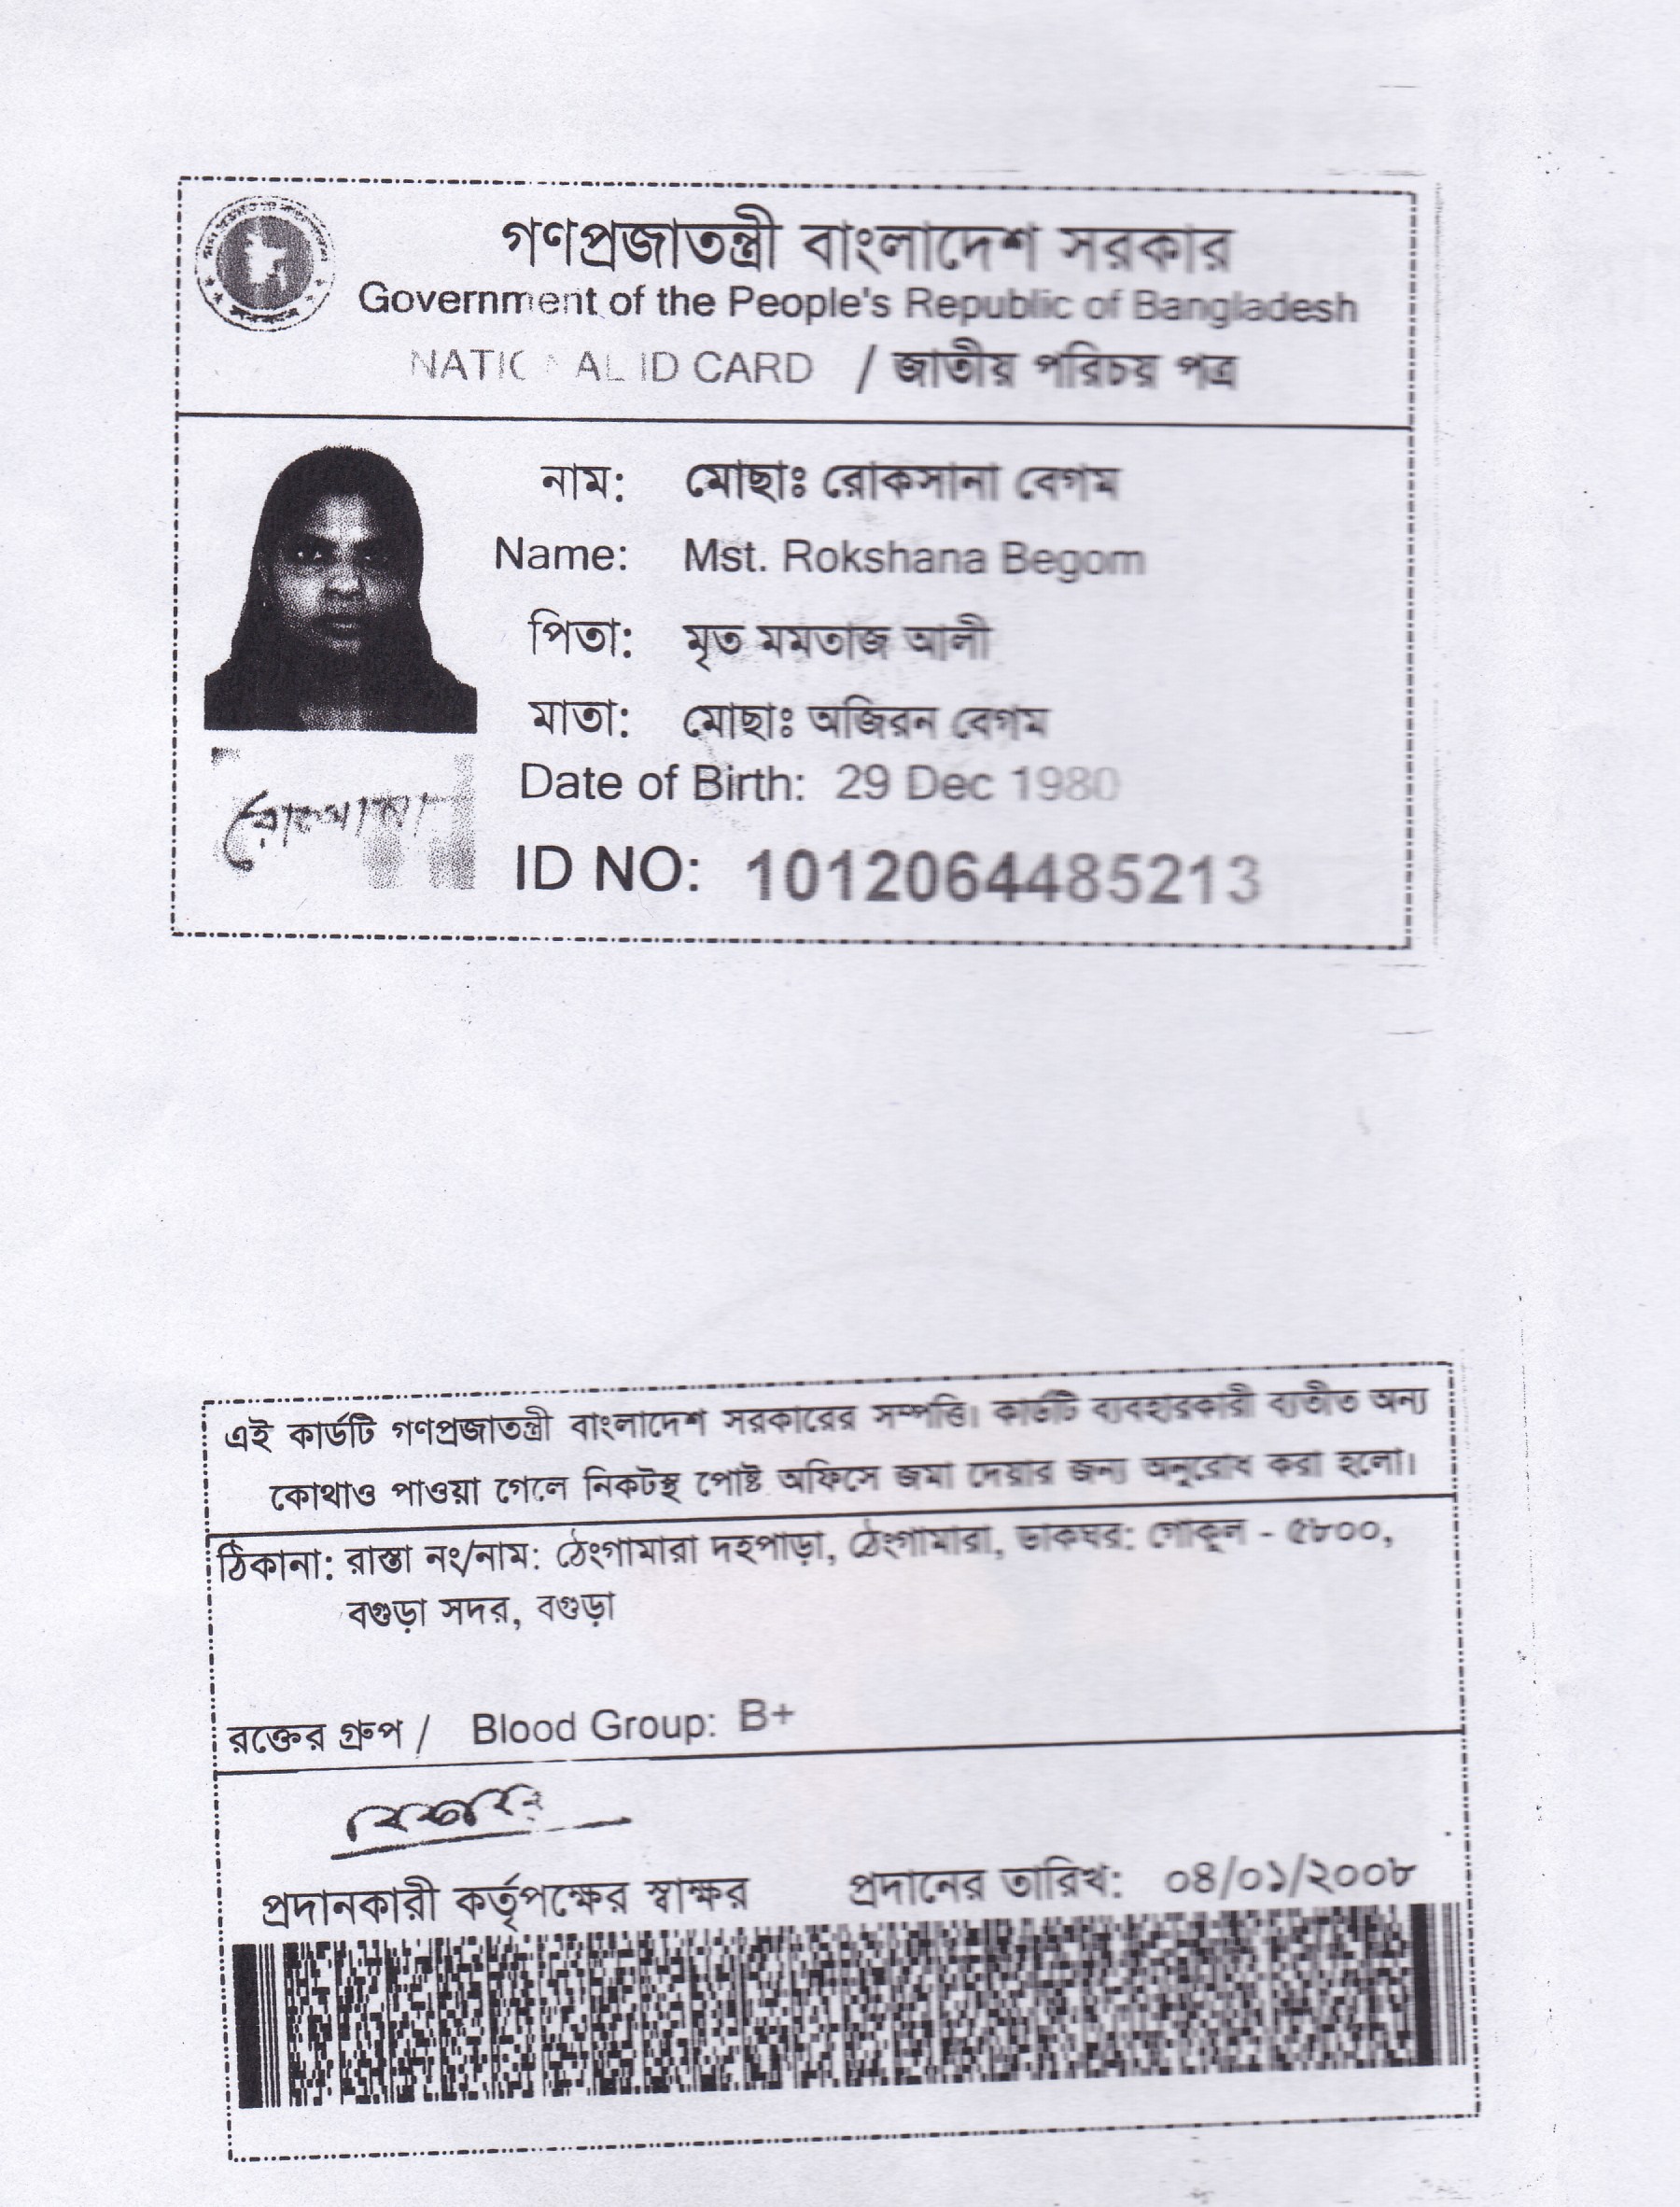 গণপ্রজাতন্ত্রী বাংলাদেশ সরকার
Government of the People's Republic of Bangladesh
NATIONAL ID CARD / জাতীয় পরিচয় পত্র
নাম: মোছাঃ রোকসানা বেগম
Name: Mst. Rokshana Begom
পিতা: মৃত মমতাজ আলী
মাতা: মোছাঃ অজিরন বেগম
Date of Birth: 29 Dec 1980
রোকসানা
ID NO: 1012064485213
এই কার্ডটি গণপ্রজাতন্ত্রী বাংলাদেশ সরকারের সম্পত্তি। কার্ডটি ব্যবহারকারী ব্যতীত অন্য
কোথাও পাওয়া গেলে নিকটস্থ পোষ্ট অফিসে জমা দেয়ার জন্য অনুরোধ করা হলো।
ঠিকানা: রাস্তা নং/নাম: ঠেংগামারা দহপাড়া, ঠেংগামারা, ডাকঘর: গোকূল - ৫৮০০,
বগুড়া সদর, বগুড়া
রক্তের গ্রুপ / Blood Group: B+
প্রদানকারী কর্তৃপক্ষের স্বাক্ষর প্রদানের তারিখ: ০৪/০১/২০০৮